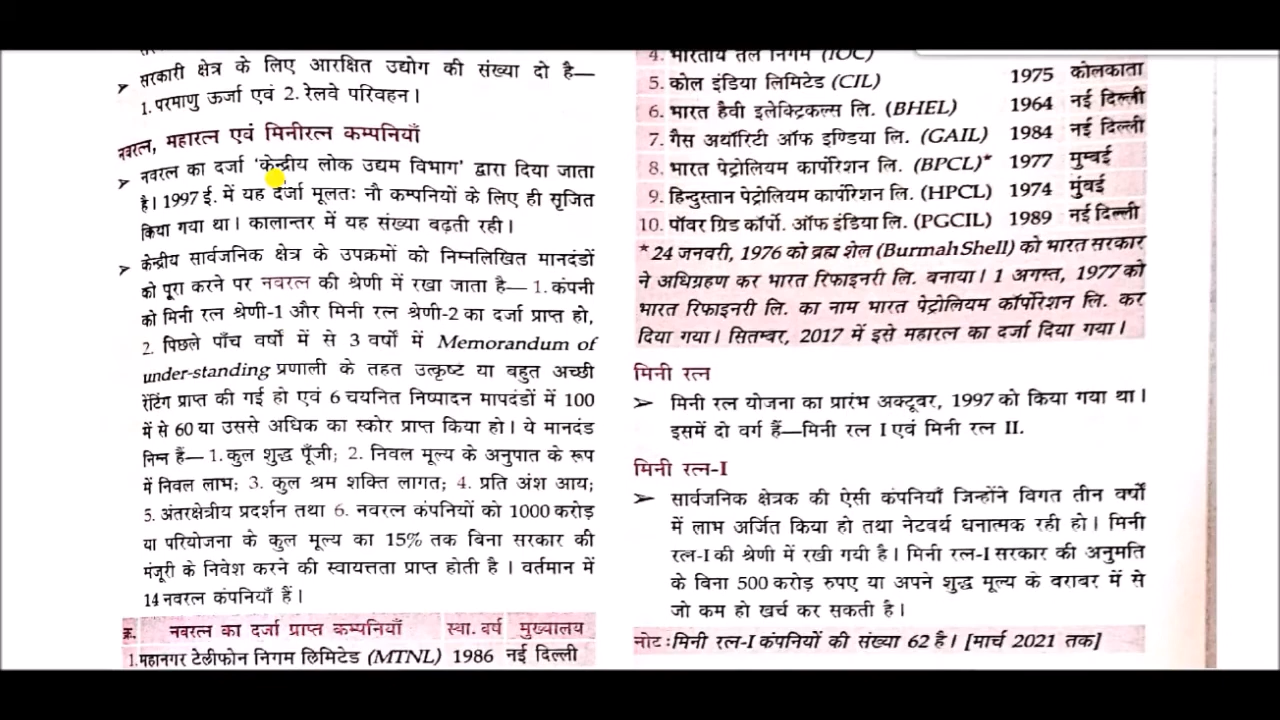 सरकारी क्षेत्र के लिए आरक्षित उद्योग की संख्या दो है—
1. परमाणु ऊर्जा एवं 2. रेलवे परिवहन।
नवरत्न, महारत्न एवं मिनीरत्न कम्पनियाँ
➤ नवरत्न का दर्जा 'केन्द्रीय लोक उद्यम विभाग' द्वारा दिया जाता
है। 1997 ई. में यह दर्जा मूलतः नौ कम्पनियों के लिए ही सृजित
किया गया था। कालान्तर में यह संख्या बढ़ती रही।
➤ केन्द्रीय सार्वजनिक क्षेत्र के उपक्रमों को निम्नलिखित मानदंडों
को पूरा करने पर नवरत्न की श्रेणी में रखा जाता है— 1. कंपनी
को मिनी रत्न श्रेणी-1 और मिनी रत्न श्रेणी-2 का दर्जा प्राप्त हो,
2. पिछले पाँच वर्षों में से 3 वर्षों में Memorandum of
under-standing प्रणाली के तहत उत्कृष्ट या बहुत अच्छी
रेटिंग प्राप्त की गई हो एवं 6 चयनित निष्पादन मापदंडों में 100
में से 60 या उससे अधिक का स्कोर प्राप्त किया हो। ये मानदंड
निम्न हैं— 1. कुल शुद्ध पूँजी; 2. निवल मूल्य के अनुपात के रूप
में निवल लाभ; 3. कुल श्रम शक्ति लागत; 4. प्रति अंश आय;
5. अंतरक्षेत्रीय प्रदर्शन तथा 6. नवरत्न कंपनियों को 1000 करोड़
या परियोजना के कुल मूल्य का 15% तक बिना सरकार की
मंजूरी के निवेश करने की स्वायत्तता प्राप्त होती है। वर्तमान में
14 नवरत्न कंपनियाँ हैं।
क्र. नवरत्न का दर्जा प्राप्त कम्पनियाँ स्था. वर्ष मुख्यालय
1. महानगर टेलीफोन निगम लिमिटेड (MTNL) 1986 नई दिल्ली
4. भारतीय तेल निगम (IOC)
5. कोल इंडिया लिमिटेड (CIL) 1975 कोलकाता
6. भारत हैवी इलेक्ट्रिकल्स लि. (BHEL) 1964 नई दिल्ली
7. गैस अथॉरिटी ऑफ इण्डिया लि. (GAIL) 1984 नई दिल्ली
8. भारत पेट्रोलियम कार्पोरेशन लि. (BPCL)* 1977 मुम्बई
9. हिन्दुस्तान पेट्रोलियम कार्पोरेशन लि. (HPCL) 1974 मुंबई
10. पॉवर ग्रिड कॉर्पो. ऑफ इंडिया लि. (PGCIL) 1989 नई दिल्ली
* 24 जनवरी, 1976 को ब्रह्म शेल (Burmah Shell) को भारत सरकार
ने अधिग्रहण कर भारत रिफाइनरी लि. बनाया। 1 अगस्त, 1977 को
भारत रिफाइनरी लि. का नाम भारत पेट्रोलियम कॉर्पोरेशन लि. कर
दिया गया। सितम्बर, 2017 में इसे महारत्न का दर्जा दिया गया।
मिनी रत्न
➤ मिनी रत्न योजना का प्रारंभ अक्टूबर, 1997 को किया गया था।
इसमें दो वर्ग हैं—मिनी रत्न I एवं मिनी रत्न II.
मिनी रत्न-I
➤ सार्वजनिक क्षेत्रक की ऐसी कंपनियाँ जिन्होंने विगत तीन वर्षों
में लाभ अर्जित किया हो तथा नेटवर्थ धनात्मक रही हो। मिनी
रत्न-I की श्रेणी में रखी गयी है। मिनी रत्न-I सरकार की अनुमति
के बिना 500 करोड़ रुपए या अपने शुद्ध मूल्य के बराबर में से
जो कम हो खर्च कर सकती है।
नोट : मिनी रत्न-I कंपनियों की संख्या 62 है। [मार्च 2021 तक]